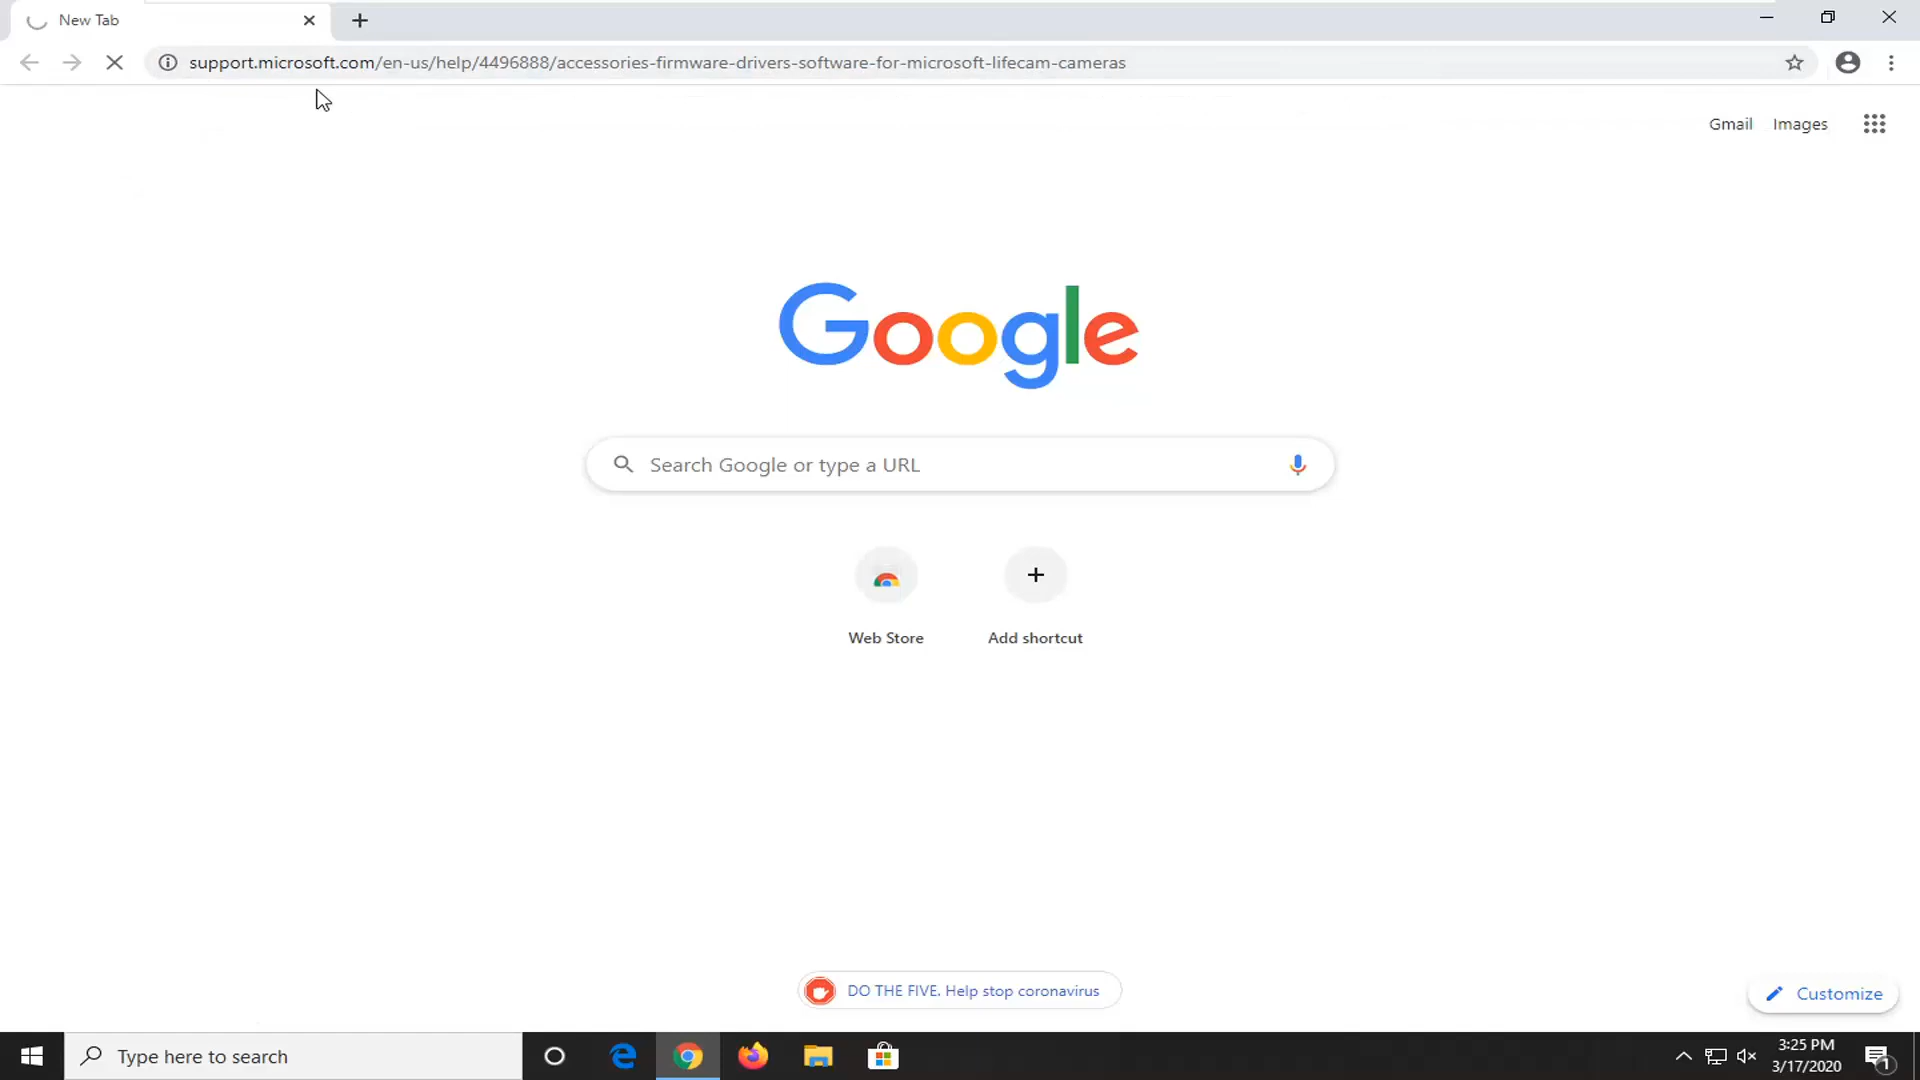 New Tab
support.microsoft.com/en-us/help/4496888/accessories-firmware-drivers-software-for-microsoft-lifecam-cameras
Gmail Images
Google
Search Google or type a URL
Web Store Add shortcut
DO THE FIVE. Help stop coronavirus
Customize
Type here to search
3:25 PM
3/17/2020
1